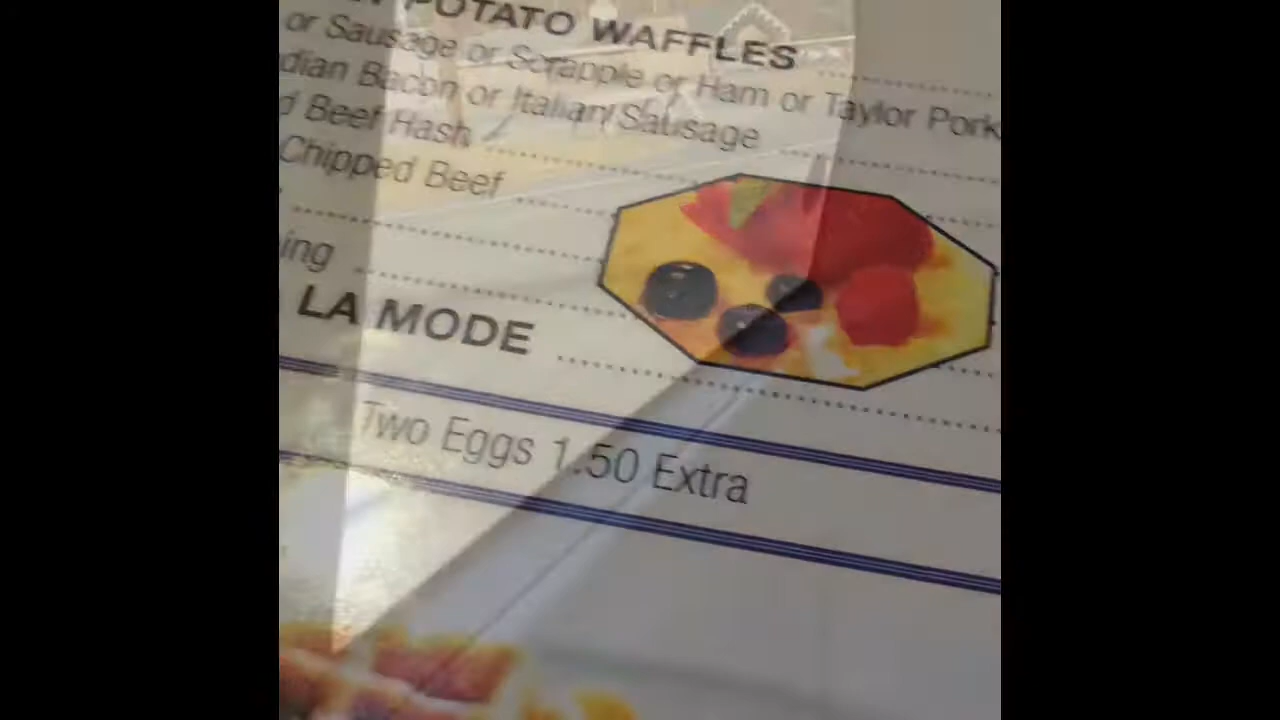 POTATO WAFFLES
or Sausage or Scrapple or Ham or Taylor Pork
dian Bacon or Italian Sausage
d Beef Hash
Chipped Beef
ing
LA MODE
Two Eggs 1.50 Extra